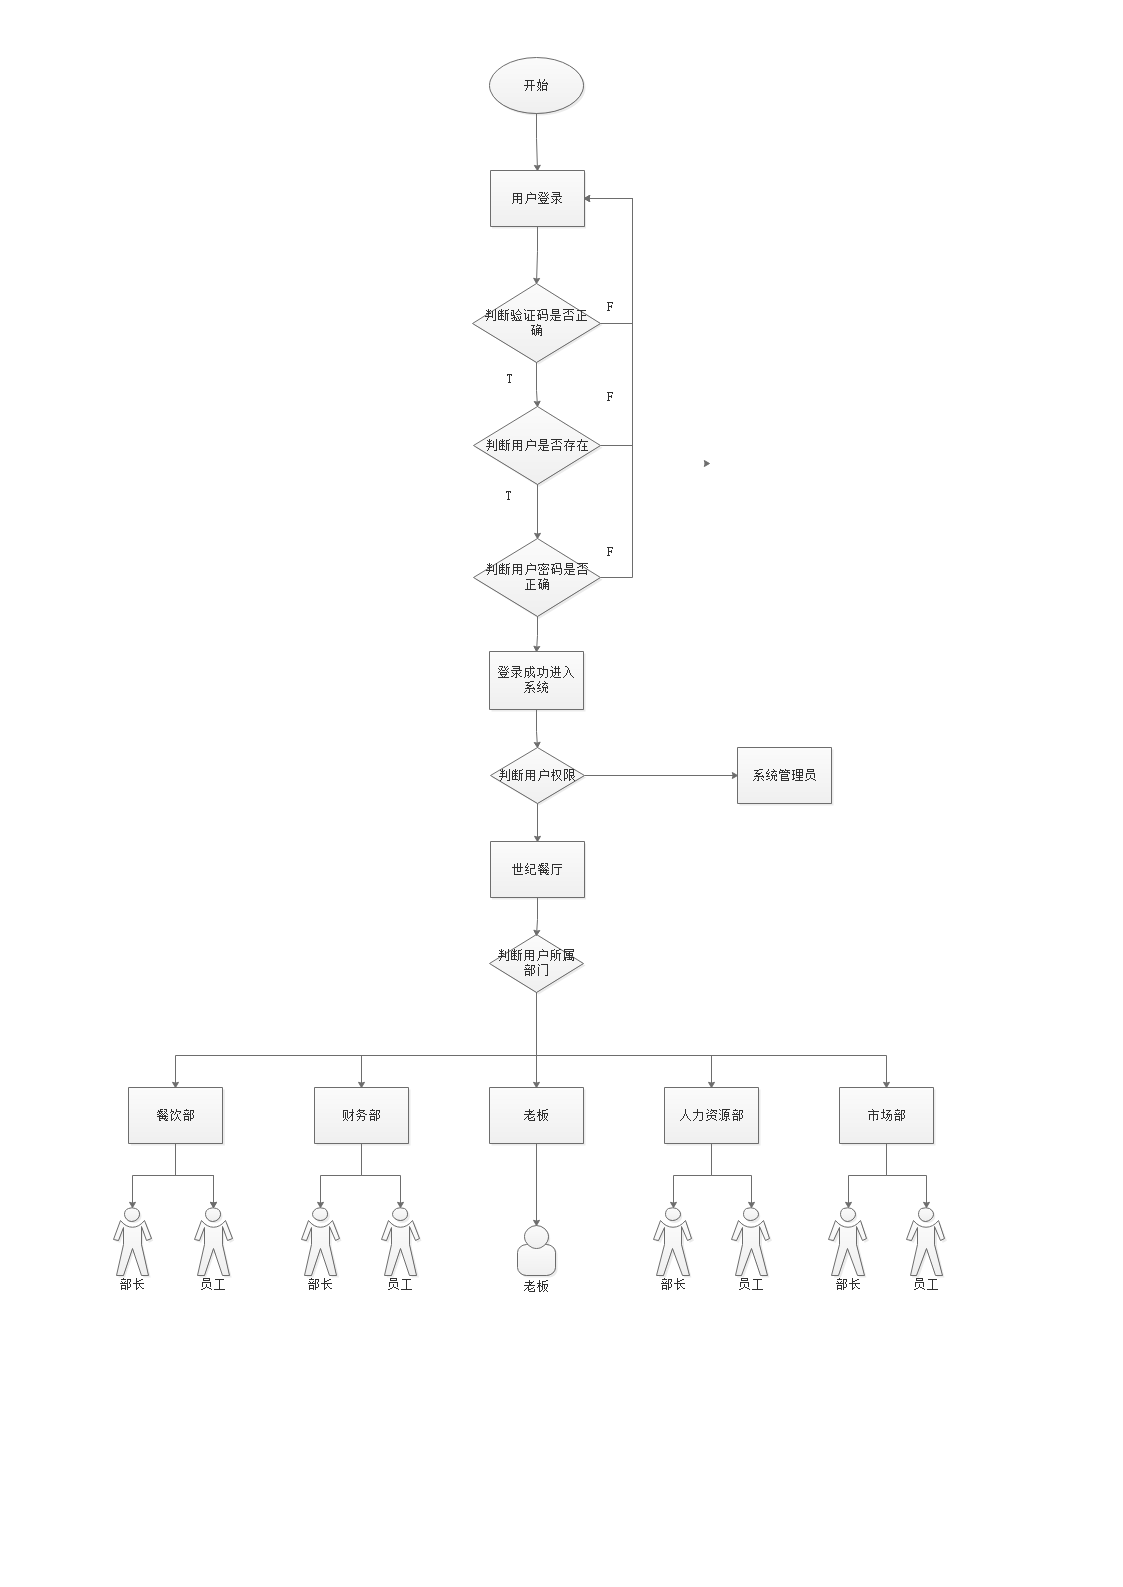 开始
用户登录
判断验证码是否正
确
F
T
F
判断用户是否存在
T
F
判断用户密码是否
正确
登录成功进入
系统
判断用户权限
系统管理员
世纪餐厅
判断用户所属
部门
餐饮部
财务部
老板
人力资源部
市场部
部长
员工
部长
员工
老板
部长
员工
部长
员工